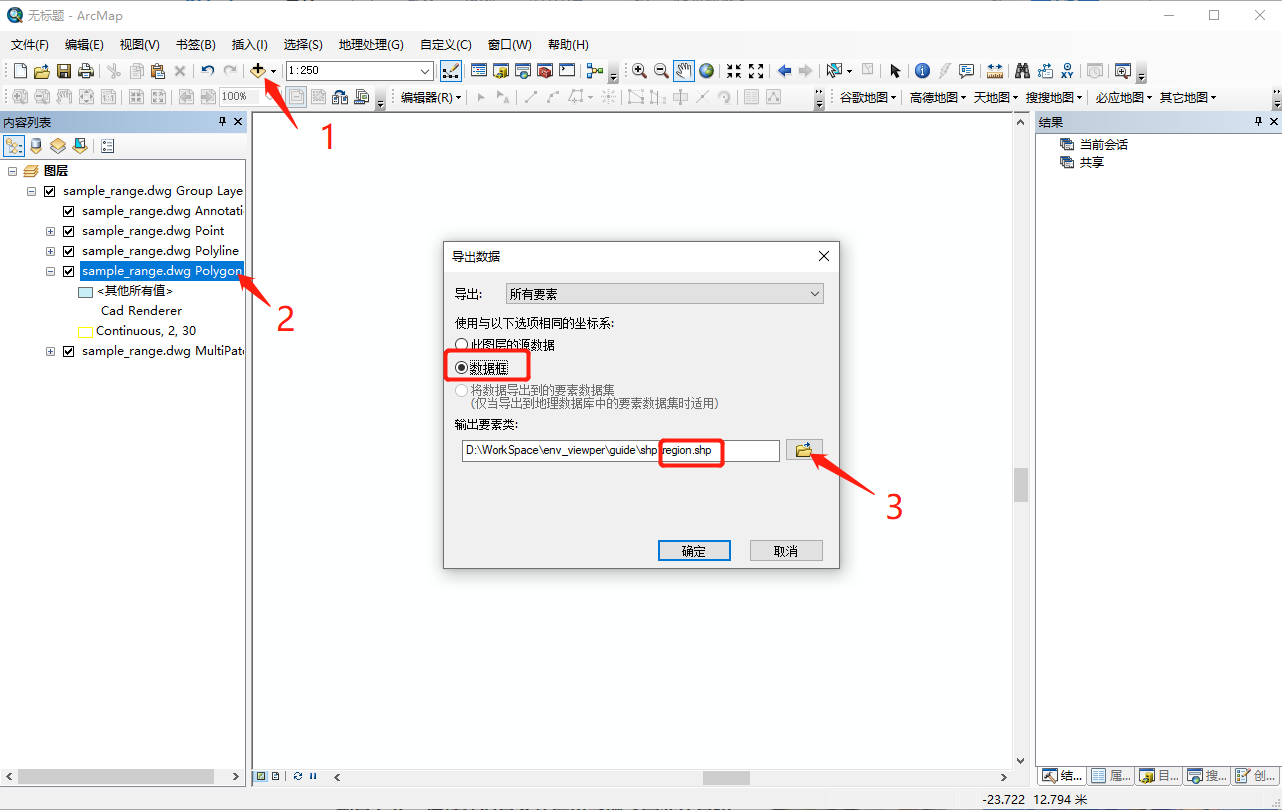 无标题 - ArcMap
文件(F) 编辑(E) 视图(V) 书签(B) 插入(I) 选择(S) 地理处理(G) 自定义(C) 窗口(W) 帮助(H)
1:250
100% 编辑器(R) 谷歌地图 高德地图 天地图 搜搜地图 必应地图 其它地图
1
内容列表
图层
sample_range.dwg Group Laye
sample_range.dwg Annotati
sample_range.dwg Point
sample_range.dwg Polyline
sample_range.dwg Polygon
<其他所有值>
Cad Renderer
Continuous, 2, 30
sample_range.dwg MultiPat
2
导出数据
导出: 所有要素
使用与以下选项相同的坐标系:
此图层的源数据
数据框
将数据导出到的要素数据集
(仅当导出到地理数据库中的要素数据集时适用)
输出要素类:
D:\WorkSpace\env_viewper\guide\shp\region.shp
3
确定 取消
结果
当前会话
共享
结... 属... 目... 搜... 创...
-23.722 12.794 米